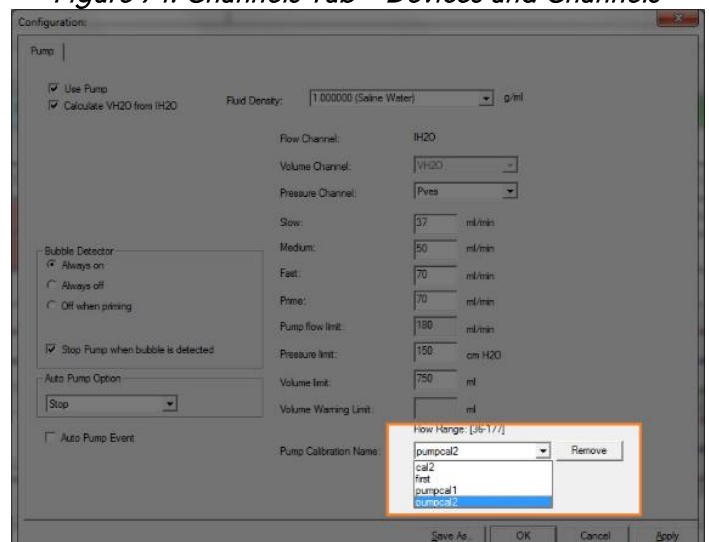 Figure 71: Channels Tab – Devices and Channels
Configuration:
Pump
Use Pump
Calculate VH2O from IH2O
Fluid Density: 1.000000 (Saline Water) g/ml
Flow Channel: IH2O
Volume Channel: VH2O
Pressure Channel: Pves
Slow: 37 ml/min
Medium: 50 ml/min
Fast: 70 ml/min
Prime: 70 ml/min
Pump flow limit: 180 ml/min
Pressure limit: 150 cm H2O
Volume limit: 750 ml
Volume Warning Limit: ml
Bubble Detector
Always on
Always off
Off when priming
Stop Pump when bubble is detected
Auto Pump Option
Stop
Auto Pump Event
Flow Range: [36-177]
Pump Calibration Name: pumpcal2 Remove
cal2
first
pumpcal1
pumpcal2
Save As... OK Cancel Apply